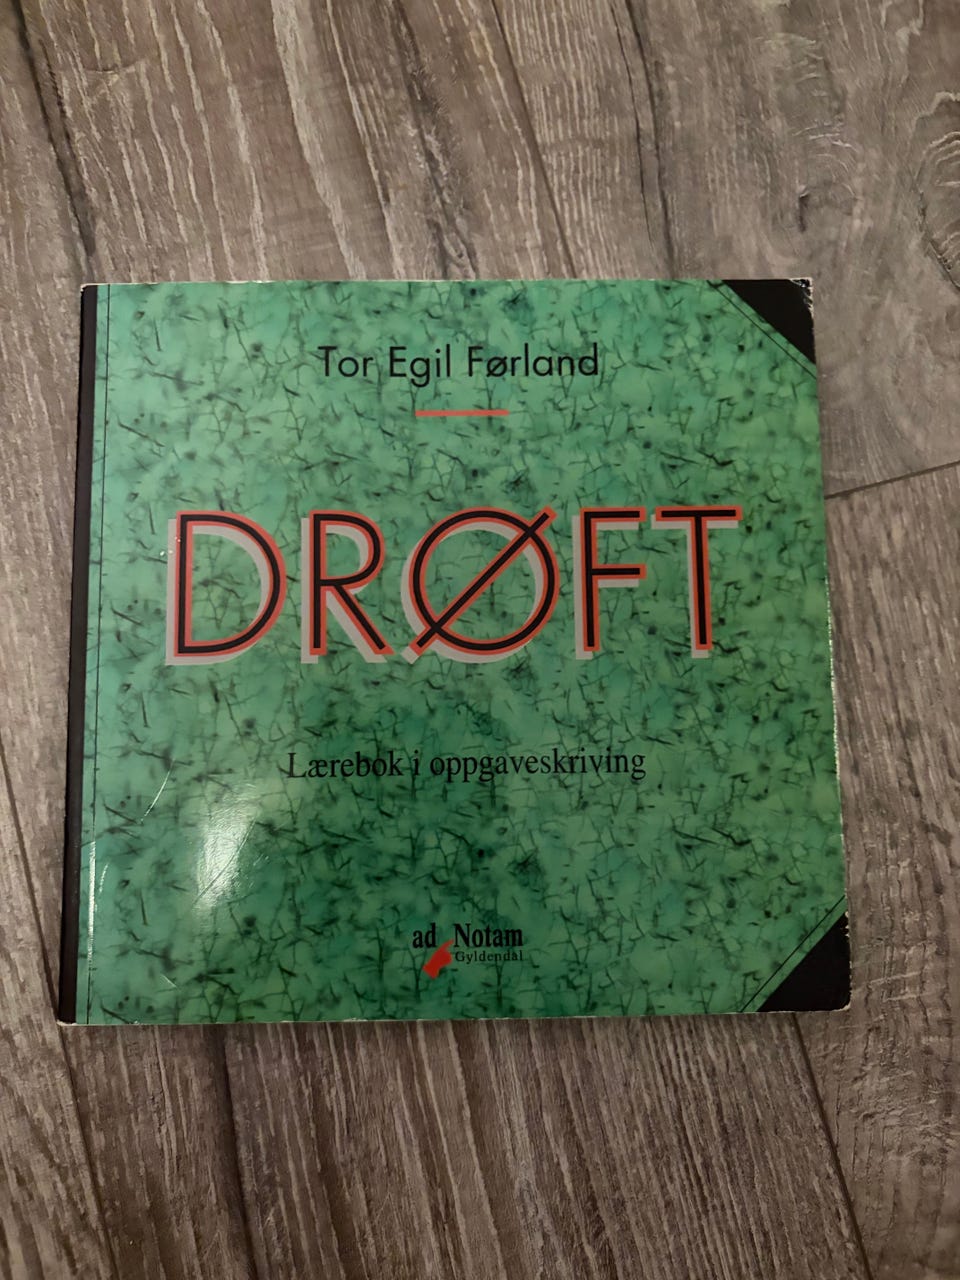 Tor Egil Førland
DRØFT
Lærebok i oppgaveskriving
ad Notam
Gyldendal